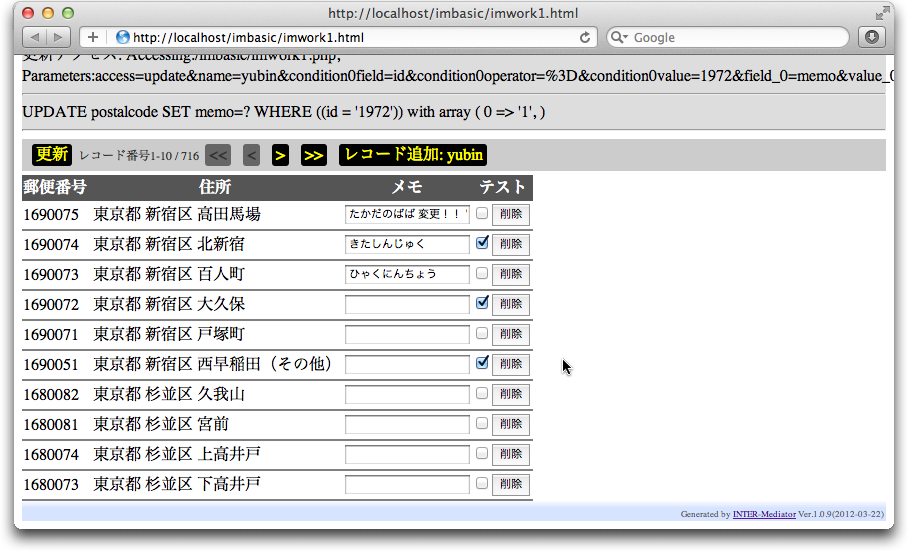 http://localhost/imbasic/imwork1.html
http://localhost/imbasic/imwork1.html
Google
更新アクセス: Accessing:/imbasic/imwork1.php,
Parameters:access=update&name=yubin&condition0field=id&condition0operator=%3D&condition0value=1972&field_0=memo&value_0
UPDATE postalcode SET memo=? WHERE ((id = '1972')) with array ( 0 => '1', )
更新 レコード番号1-10 / 716 << < > >> レコード追加: yubin
郵便番号 住所 メモ テスト
1690075 東京都 新宿区 高田馬場 たかだのばば 変更！！ 削除
1690074 東京都 新宿区 北新宿 きたしんじゅく 削除
1690073 東京都 新宿区 百人町 ひゃくにんちょう 削除
1690072 東京都 新宿区 大久保 削除
1690071 東京都 新宿区 戸塚町 削除
1690051 東京都 新宿区 西早稲田（その他） 削除
1680082 東京都 杉並区 久我山 削除
1680081 東京都 杉並区 宮前 削除
1680074 東京都 杉並区 上高井戸 削除
1680073 東京都 杉並区 下高井戸 削除
Generated by INTER-Mediator Ver.1.0.9(2012-03-22)